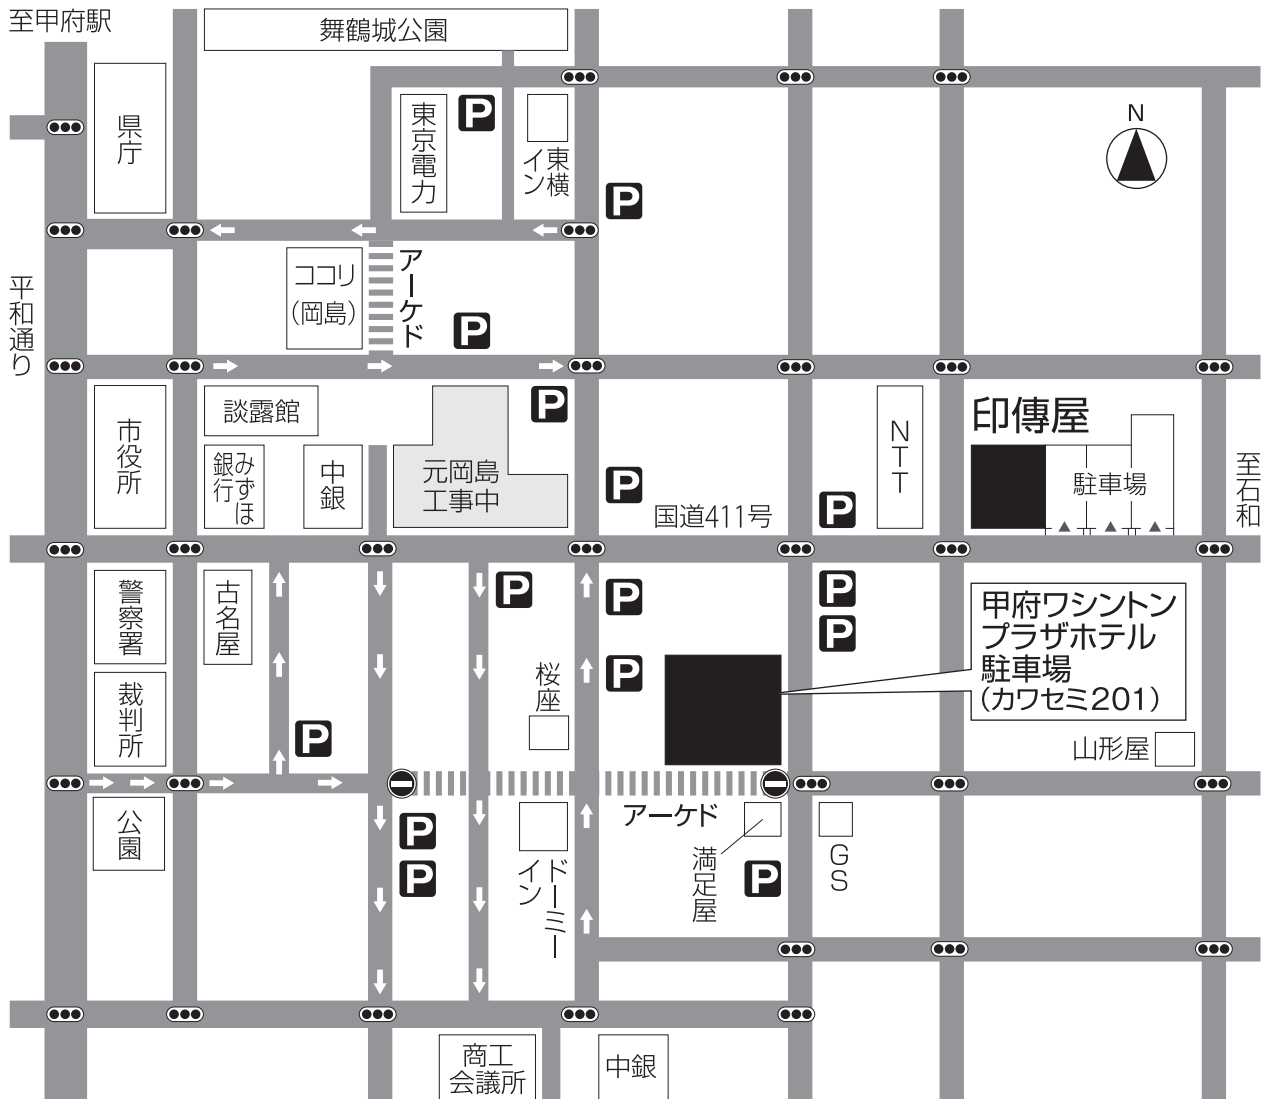 至甲府駅
舞鶴城公園
県庁
東京電力
P
東横
イン
N
P
平和通り
ココリ
(岡島)
アーケド
P
市役所
談露館
みずほ
銀行
中銀
元岡島
工事中
P
P
国道411号
P
NTT
印傳屋
駐車場
至石和
警察署
古名屋
裁判所
P
P
P
P
P
桜座
P
甲府ワシントン
プラザホテル
駐車場
(カワセミ201)
山形屋
公園
P
P
ドーミー
イン
アーケド
満足屋
P
GS
商工
会議所
中銀